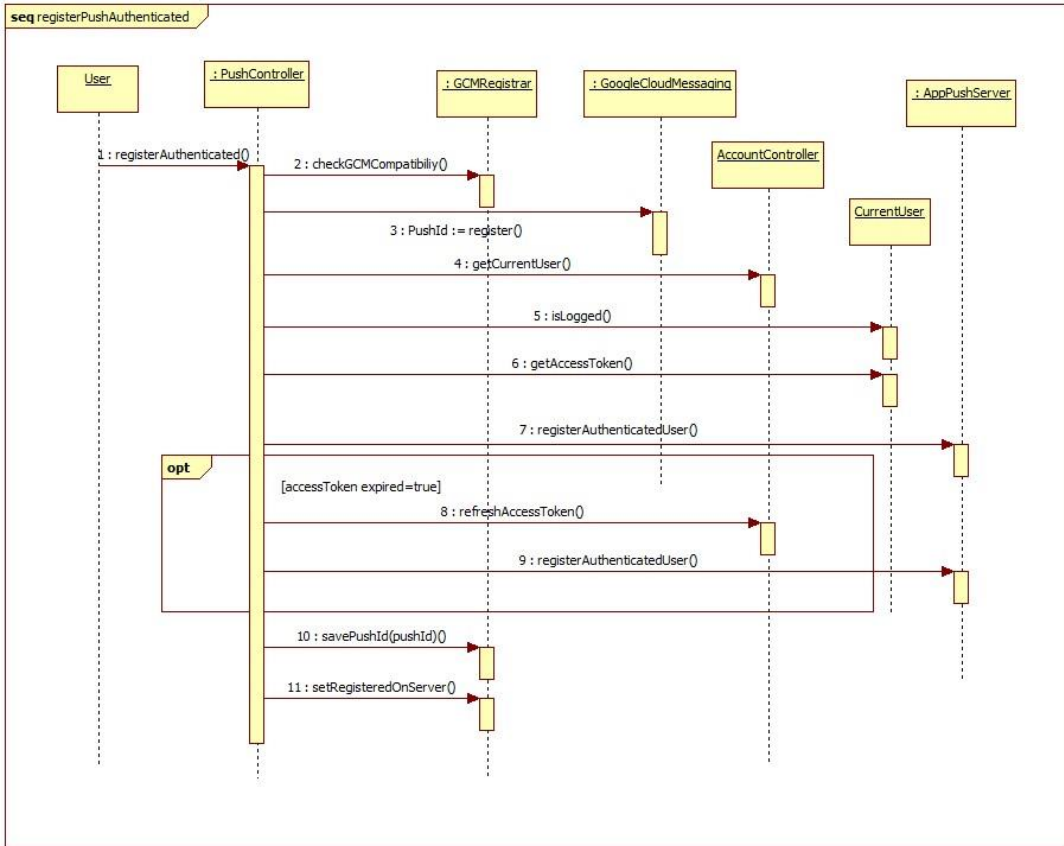 seq registerPushAuthenticated
User
: PushController
: GCMRegistrar
: GoogleCloudMessaging
: AppPushServer
AccountController
CurrentUser
1 : registerAuthenticated()
2 : checkGCMCompatibiliy()
3 : PushId := register()
4 : getCurrentUser()
5 : isLogged()
6 : getAccessToken()
7 : registerAuthenticatedUser()
opt
[accessToken expired=true]
8 : refreshAccessToken()
9 : registerAuthenticatedUser()
10 : savePushId(pushId)()
11 : setRegisteredOnServer()